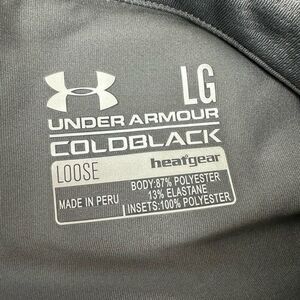 LG
UNDER ARMOUR
COLDBLACK
LOOSE heatgear
MADE IN PERU
BODY:87% POLYESTER
13% ELASTANE
INSETS:100% POLYESTER